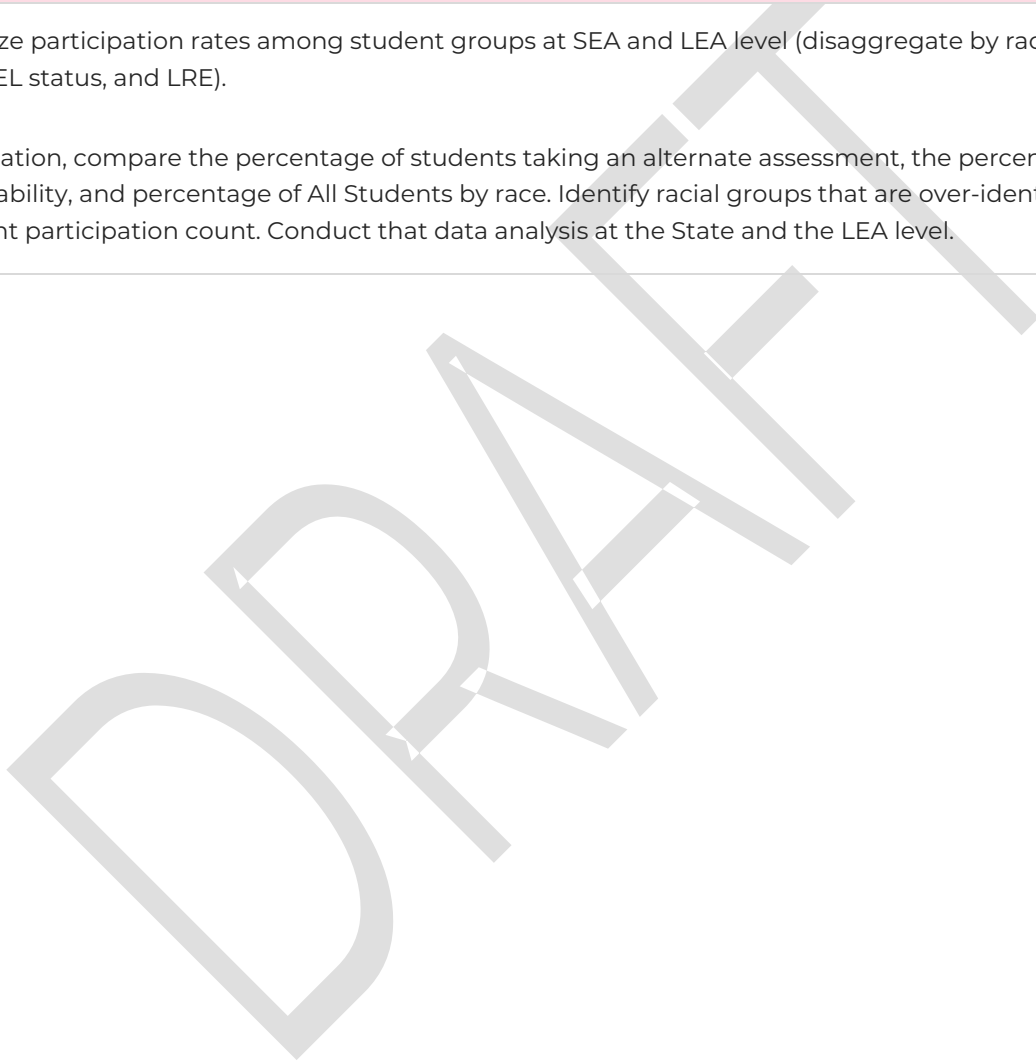 ze participation rates among student groups at SEA and LEA level (disaggregate by rac
EL status, and LRE).
ation, compare the percentage of students taking an alternate assessment, the percen
ability, and percentage of All Students by race. Identify racial groups that are over-ident
nt participation count. Conduct that data analysis at the State and the LEA level.
DRAFT